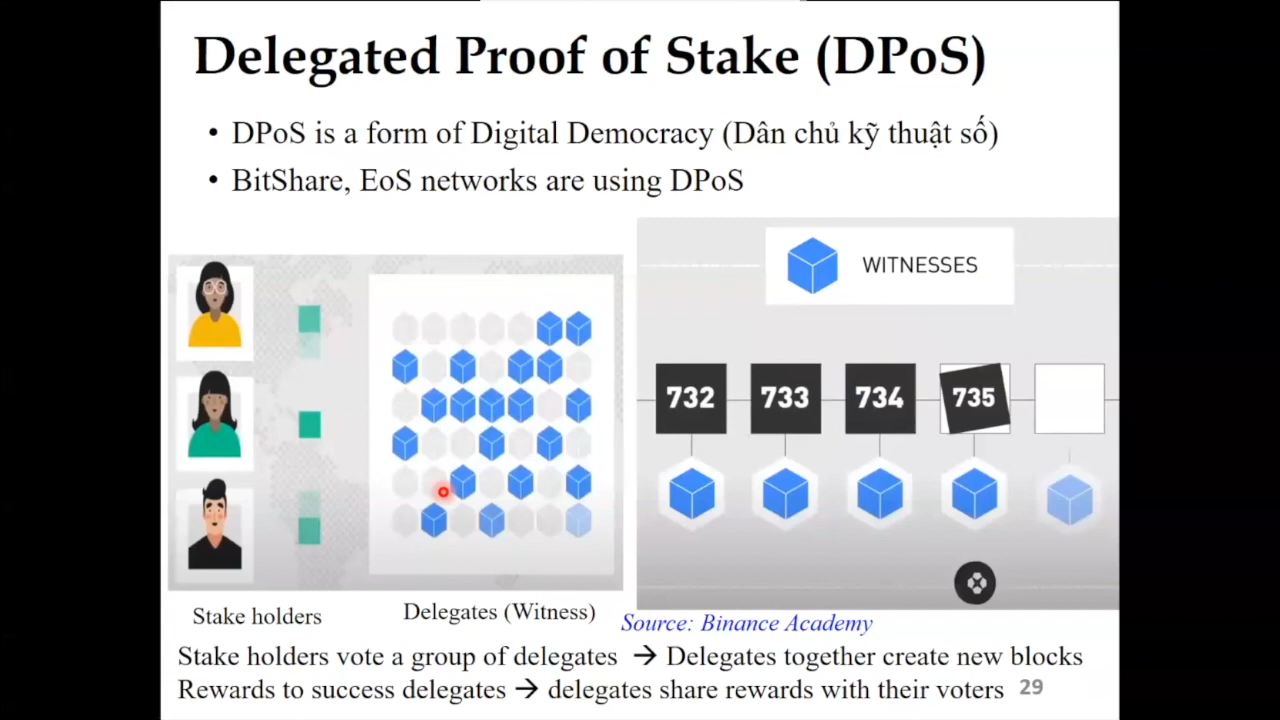 Delegated Proof of Stake (DPoS)
• DPoS is a form of Digital Democracy (Dân chủ kỹ thuật số)
• BitShare, EoS networks are using DPoS
WITNESSES
732 733 734 735
Stake holders
Delegates (Witness)
Source: Binance Academy
Stake holders vote a group of delegates → Delegates together create new blocks
Rewards to success delegates → delegates share rewards with their voters
29